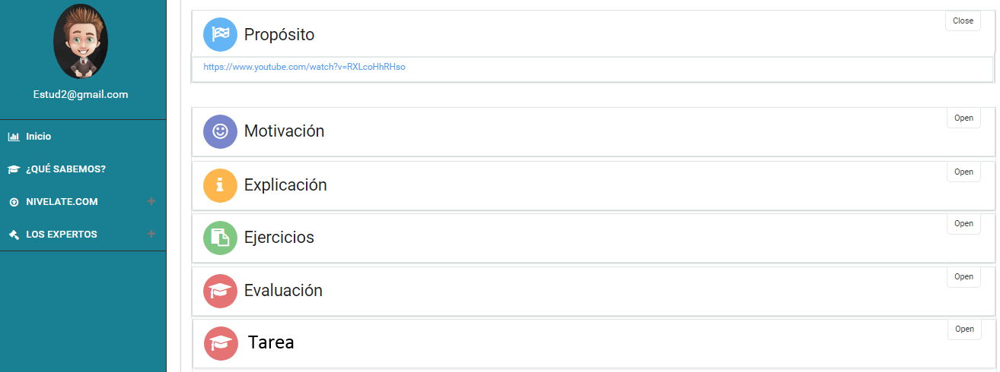 Estud2@gmail.com
Inicio
¿QUÉ SABEMOS?
NIVELATE.COM
LOS EXPERTOS
Propósito
Close
https://www.youtube.com/watch?v=RXLcoHhRHso
Motivación
Open
Explicación
Open
Ejercicios
Open
Evaluación
Open
Tarea
Open